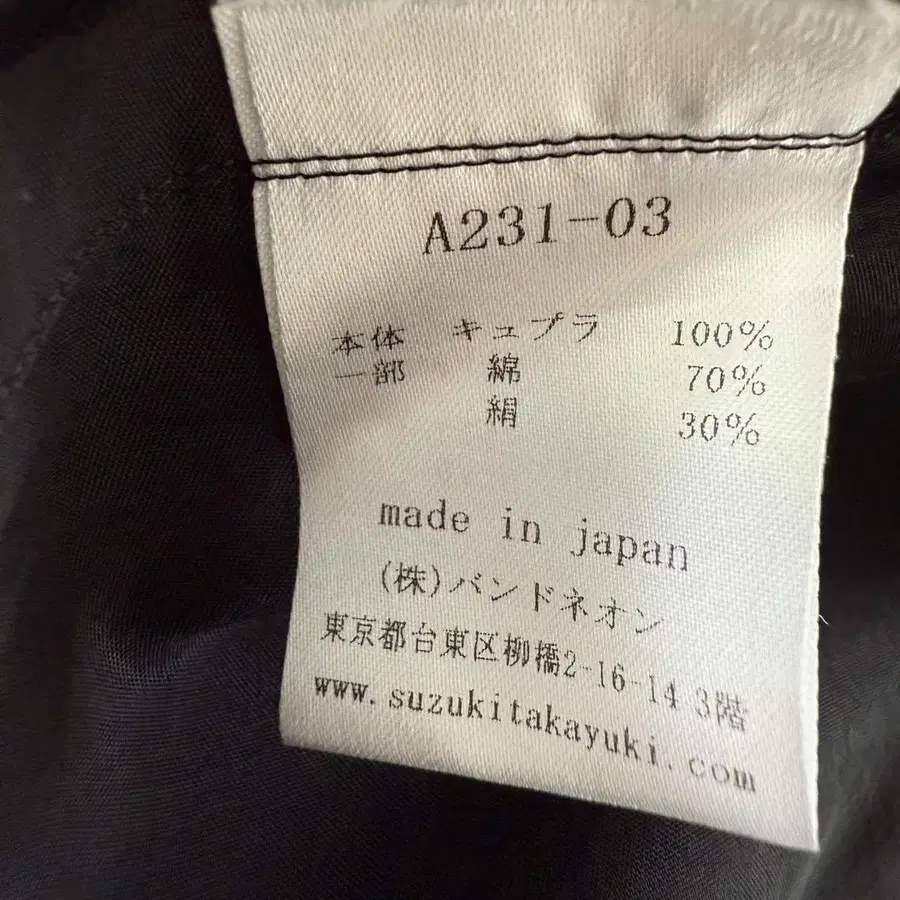 A231-03
本体 キュプラ 100%
一部 綿 70%
絹 30%
made in japan
(株)バンドネオン
東京都台東区柳橋2-16-14 3階
www.suzukitakayuki.com